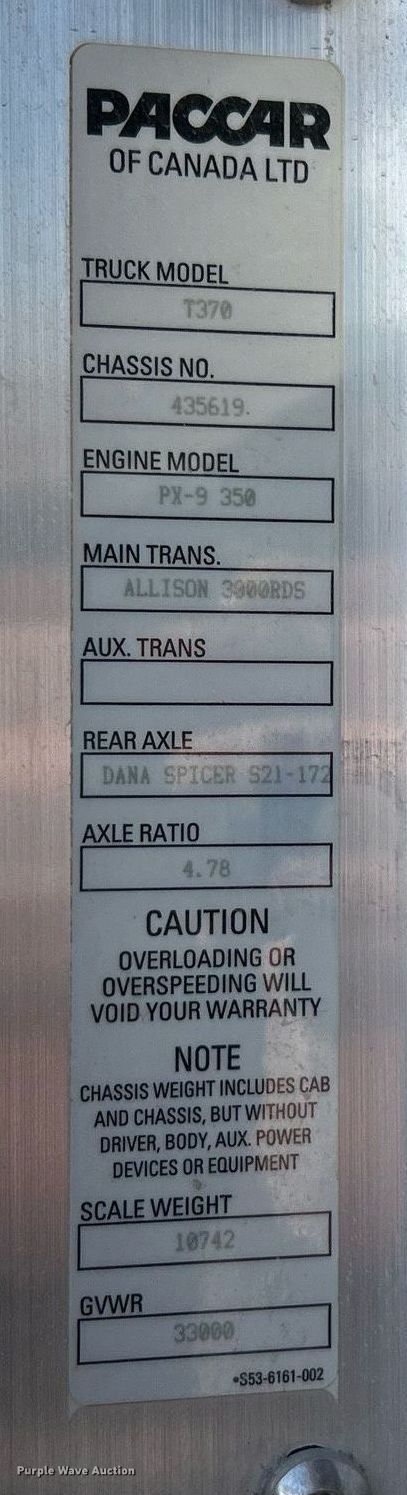 PACCAR
OF CANADA LTD
TRUCK MODEL
T370
CHASSIS NO.
435619.
ENGINE MODEL
PX-9 350
MAIN TRANS.
ALLISON 3000RDS
AUX. TRANS
REAR AXLE
DANA SPICER S21-172
AXLE RATIO
4.78
CAUTION
OVERLOADING OR
OVERSPEEDING WILL
VOID YOUR WARRANTY
NOTE
CHASSIS WEIGHT INCLUDES CAB
AND CHASSIS, BUT WITHOUT
DRIVER, BODY, AUX. POWER
DEVICES OR EQUIPMENT
SCALE WEIGHT
10742
GVWR
33000
•S53-6161-002
Purple Wave Auction